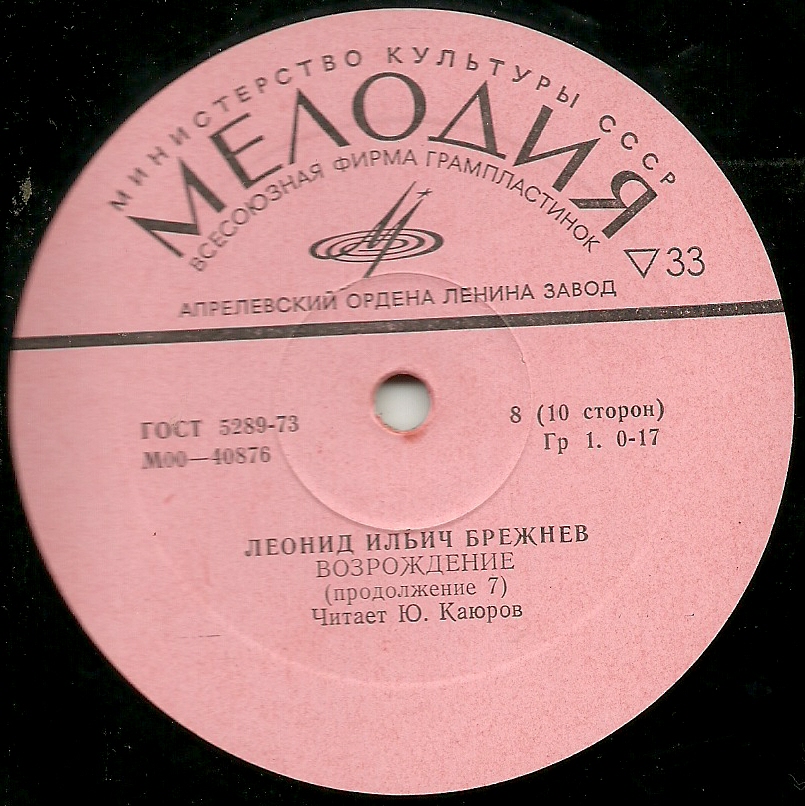 МИНИСТЕРСТВО КУЛЬТУРЫ СССР
МЕЛОДИЯ
ВСЕСОЮЗНАЯ ФИРМА ГРАМПЛАСТИНОК
33
АПРЕЛЕВСКИЙ ОРДЕНА ЛЕНИНА ЗАВОД
ГОСТ 5289-73
М00—40876
8 (10 сторон)
Гр 1. 0-17
ЛЕОНИД ИЛЬИЧ БРЕЖНЕВ
ВОЗРОЖДЕНИЕ
(продолжение 7)
Читает Ю. Каюров